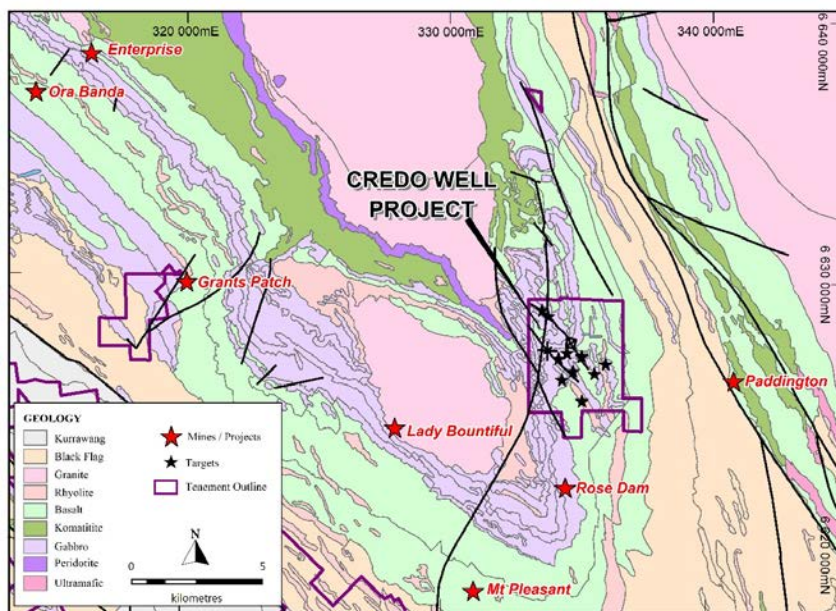 320 000mE
330 000mE
340 000mE
6 640 000mN
Enterprise
Ora Banda
CREDO WELL
PROJECT
6 630 000mN
Grants Patch
Paddington
Lady Bountiful
Rose Dam
6 620 000mN
Mt Pleasant
GEOLOGY
Kurrawang
Black Flag
Granite
Rhyolite
Basalt
Komatitite
Gabbro
Peridotite
Ultramafic
Mines / Projects
Targets
Tenement Outline
N
0
5
kilometres